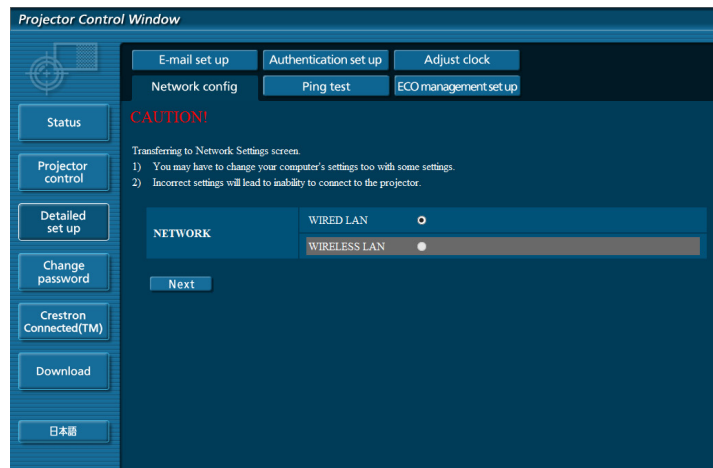 Projector Control Window
E-mail set up
Authentication set up
Adjust clock
Network config
Ping test
ECO management set up
Status
Projector
control
Detailed
set up
Change
password
Crestron
Connected(TM)
Download
日本語
CAUTION!
Transferring to Network Settings screen.
1) You may have to change your computer's settings too with some settings.
2) Incorrect settings will lead to inability to connect to the projector.
NETWORK
WIRED LAN
WIRELESS LAN
Next